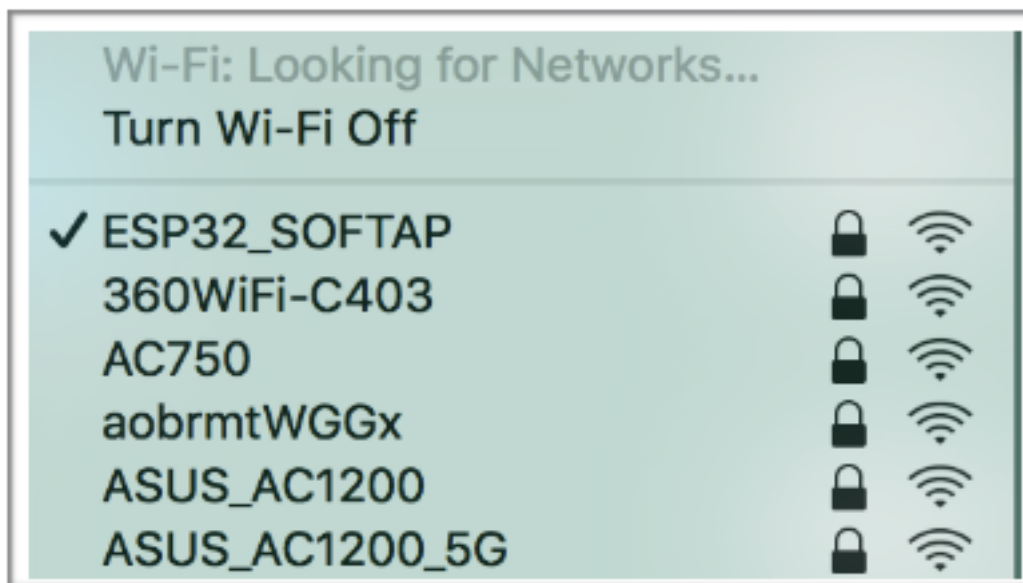 Wi-Fi: Looking for Networks...
Turn Wi-Fi Off
ESP32_SOFTAP
360WiFi-C403
AC750
aobrmtWGGx
ASUS_AC1200
ASUS_AC1200_5G